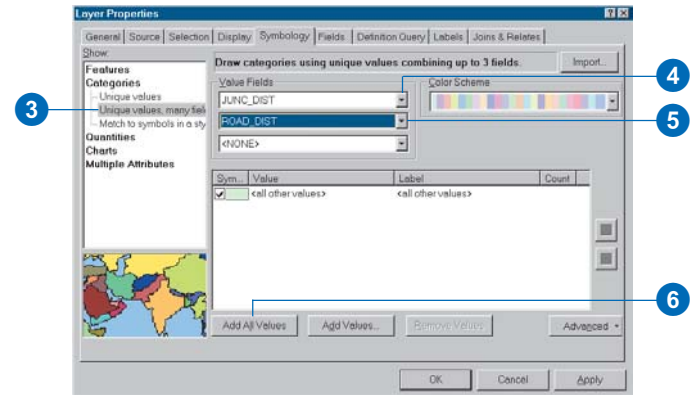 Layer Properties
General Source Selection Display Symbology Fields Definition Query Labels Joins & Relates
Show:
Features
Categories
Unique values
Unique values, many fiel
Match to symbols in a sty
Quantities
Charts
Multiple Attributes
Draw categories using unique values combining up to 3 fields.
Import...
Value Fields
JUNC_DIST
ROAD_DIST
<NONE>
Color Scheme
Sym... Value Label Count
<all other values> <all other values>
Add All Values Add Values... Remove Values Advanced
OK Cancel Apply
3
4
5
6